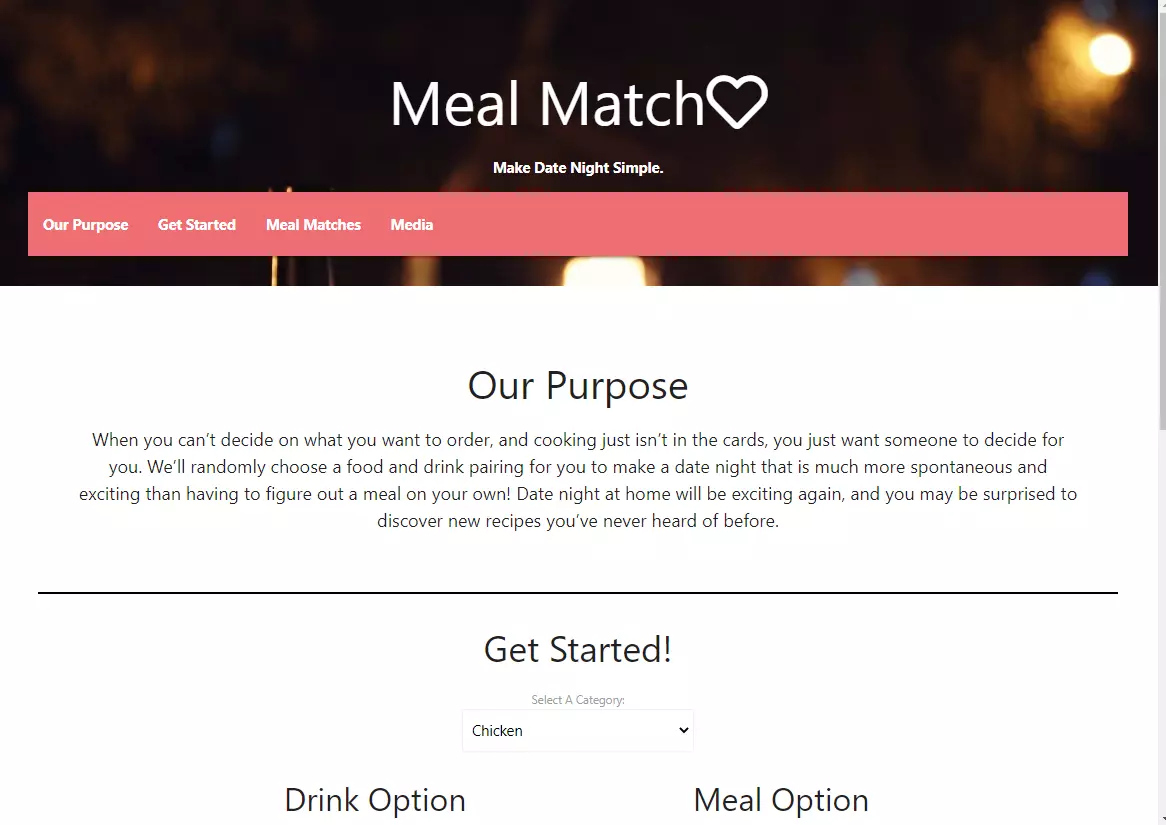 Meal Match
Make Date Night Simple.
Our Purpose Get Started Meal Matches Media
Our Purpose
When you can’t decide on what you want to order, and cooking just isn’t in the cards, you just want someone to decide for
you. We’ll randomly choose a food and drink pairing for you to make a date night that is much more spontaneous and
exciting than having to figure out a meal on your own! Date night at home will be exciting again, and you may be surprised to
discover new recipes you’ve never heard of before.
Get Started!
Select A Category:
Chicken
Drink Option Meal Option